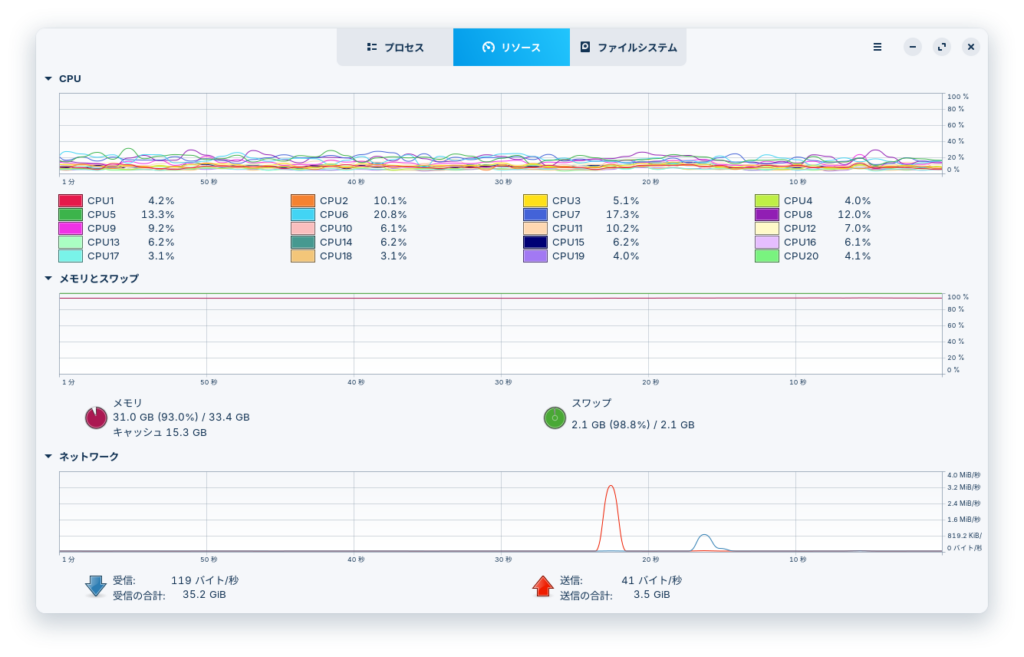 プロセス
リソース
ファイルシステム
CPU
100 %
80 %
60 %
40 %
20 %
0 %
1 分 50 秒 40 秒 30 秒 20 秒 10 秒
CPU1 4.2% CPU2 10.1% CPU3 5.1% CPU4 4.0%
CPU5 13.3% CPU6 20.8% CPU7 17.3% CPU8 12.0%
CPU9 9.2% CPU10 6.1% CPU11 10.2% CPU12 7.0%
CPU13 6.2% CPU14 6.2% CPU15 6.2% CPU16 6.1%
CPU17 3.1% CPU18 3.1% CPU19 4.0% CPU20 4.1%
メモリとスワップ
100 %
80 %
60 %
40 %
20 %
0 %
1 分 50 秒 40 秒 30 秒 20 秒 10 秒
メモリ
31.0 GB (93.0%) / 33.4 GB
キャッシュ 15.3 GB
スワップ
2.1 GB (98.8%) / 2.1 GB
ネットワーク
4.0 MiB/秒
3.2 MiB/秒
2.4 MiB/秒
1.6 MiB/秒
819.2 KiB/
0 バイト/秒
1 分 50 秒 40 秒 30 秒 20 秒 10 秒
受信: 119 バイト/秒
受信の合計: 35.2 GiB
送信: 41 バイト/秒
送信の合計: 3.5 GiB